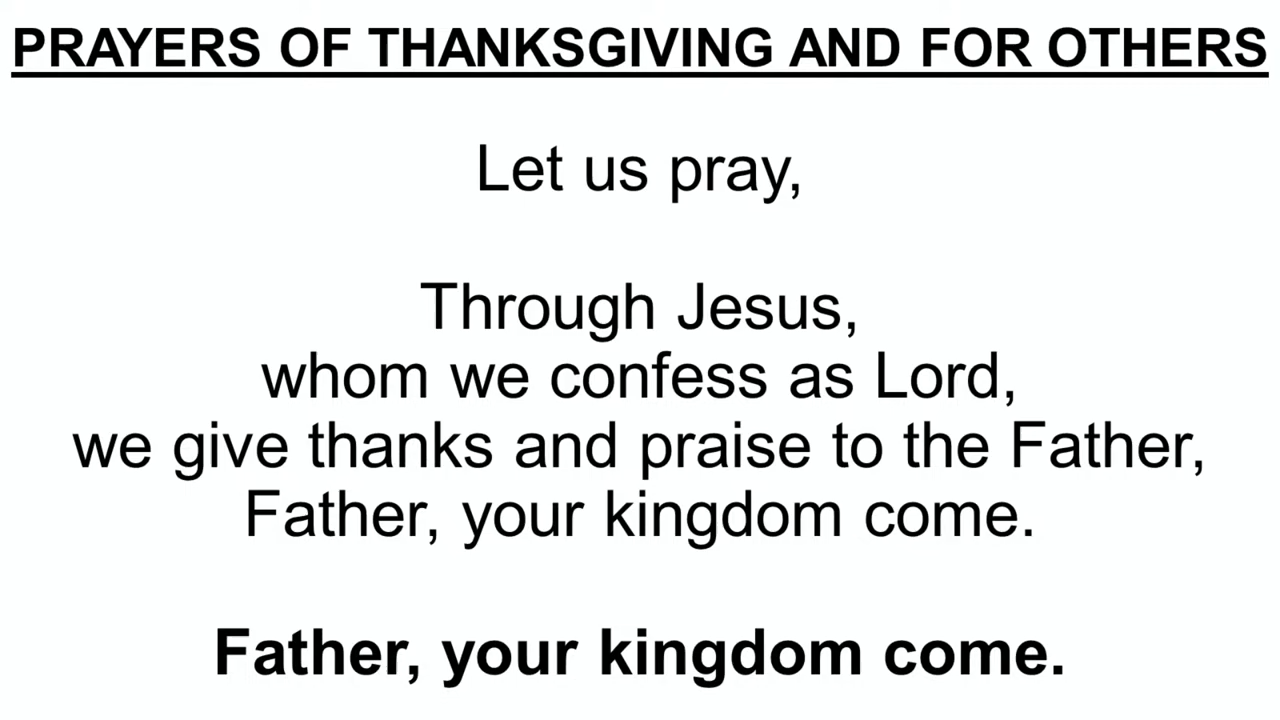 PRAYERS OF THANKSGIVING AND FOR OTHERS
Let us pray,
Through Jesus,
whom we confess as Lord,
we give thanks and praise to the Father,
Father, your kingdom come.
Father, your kingdom come.